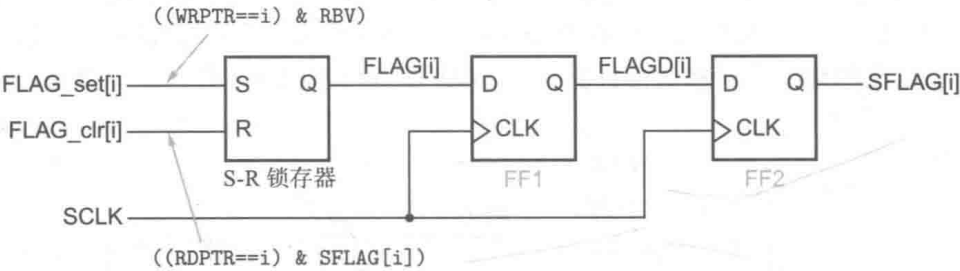 ((WRPTR==i) & RBV)
FLAG[i]
FLAGD[i]
FLAG_set[i]
S
Q
D
Q
D
Q
SFLAG[i]
FLAG_clr[i]
R
CLK
CLK
S-R 锁存器
FF1
FF2
SCLK
((RDPTR==i) & SFLAG[i])